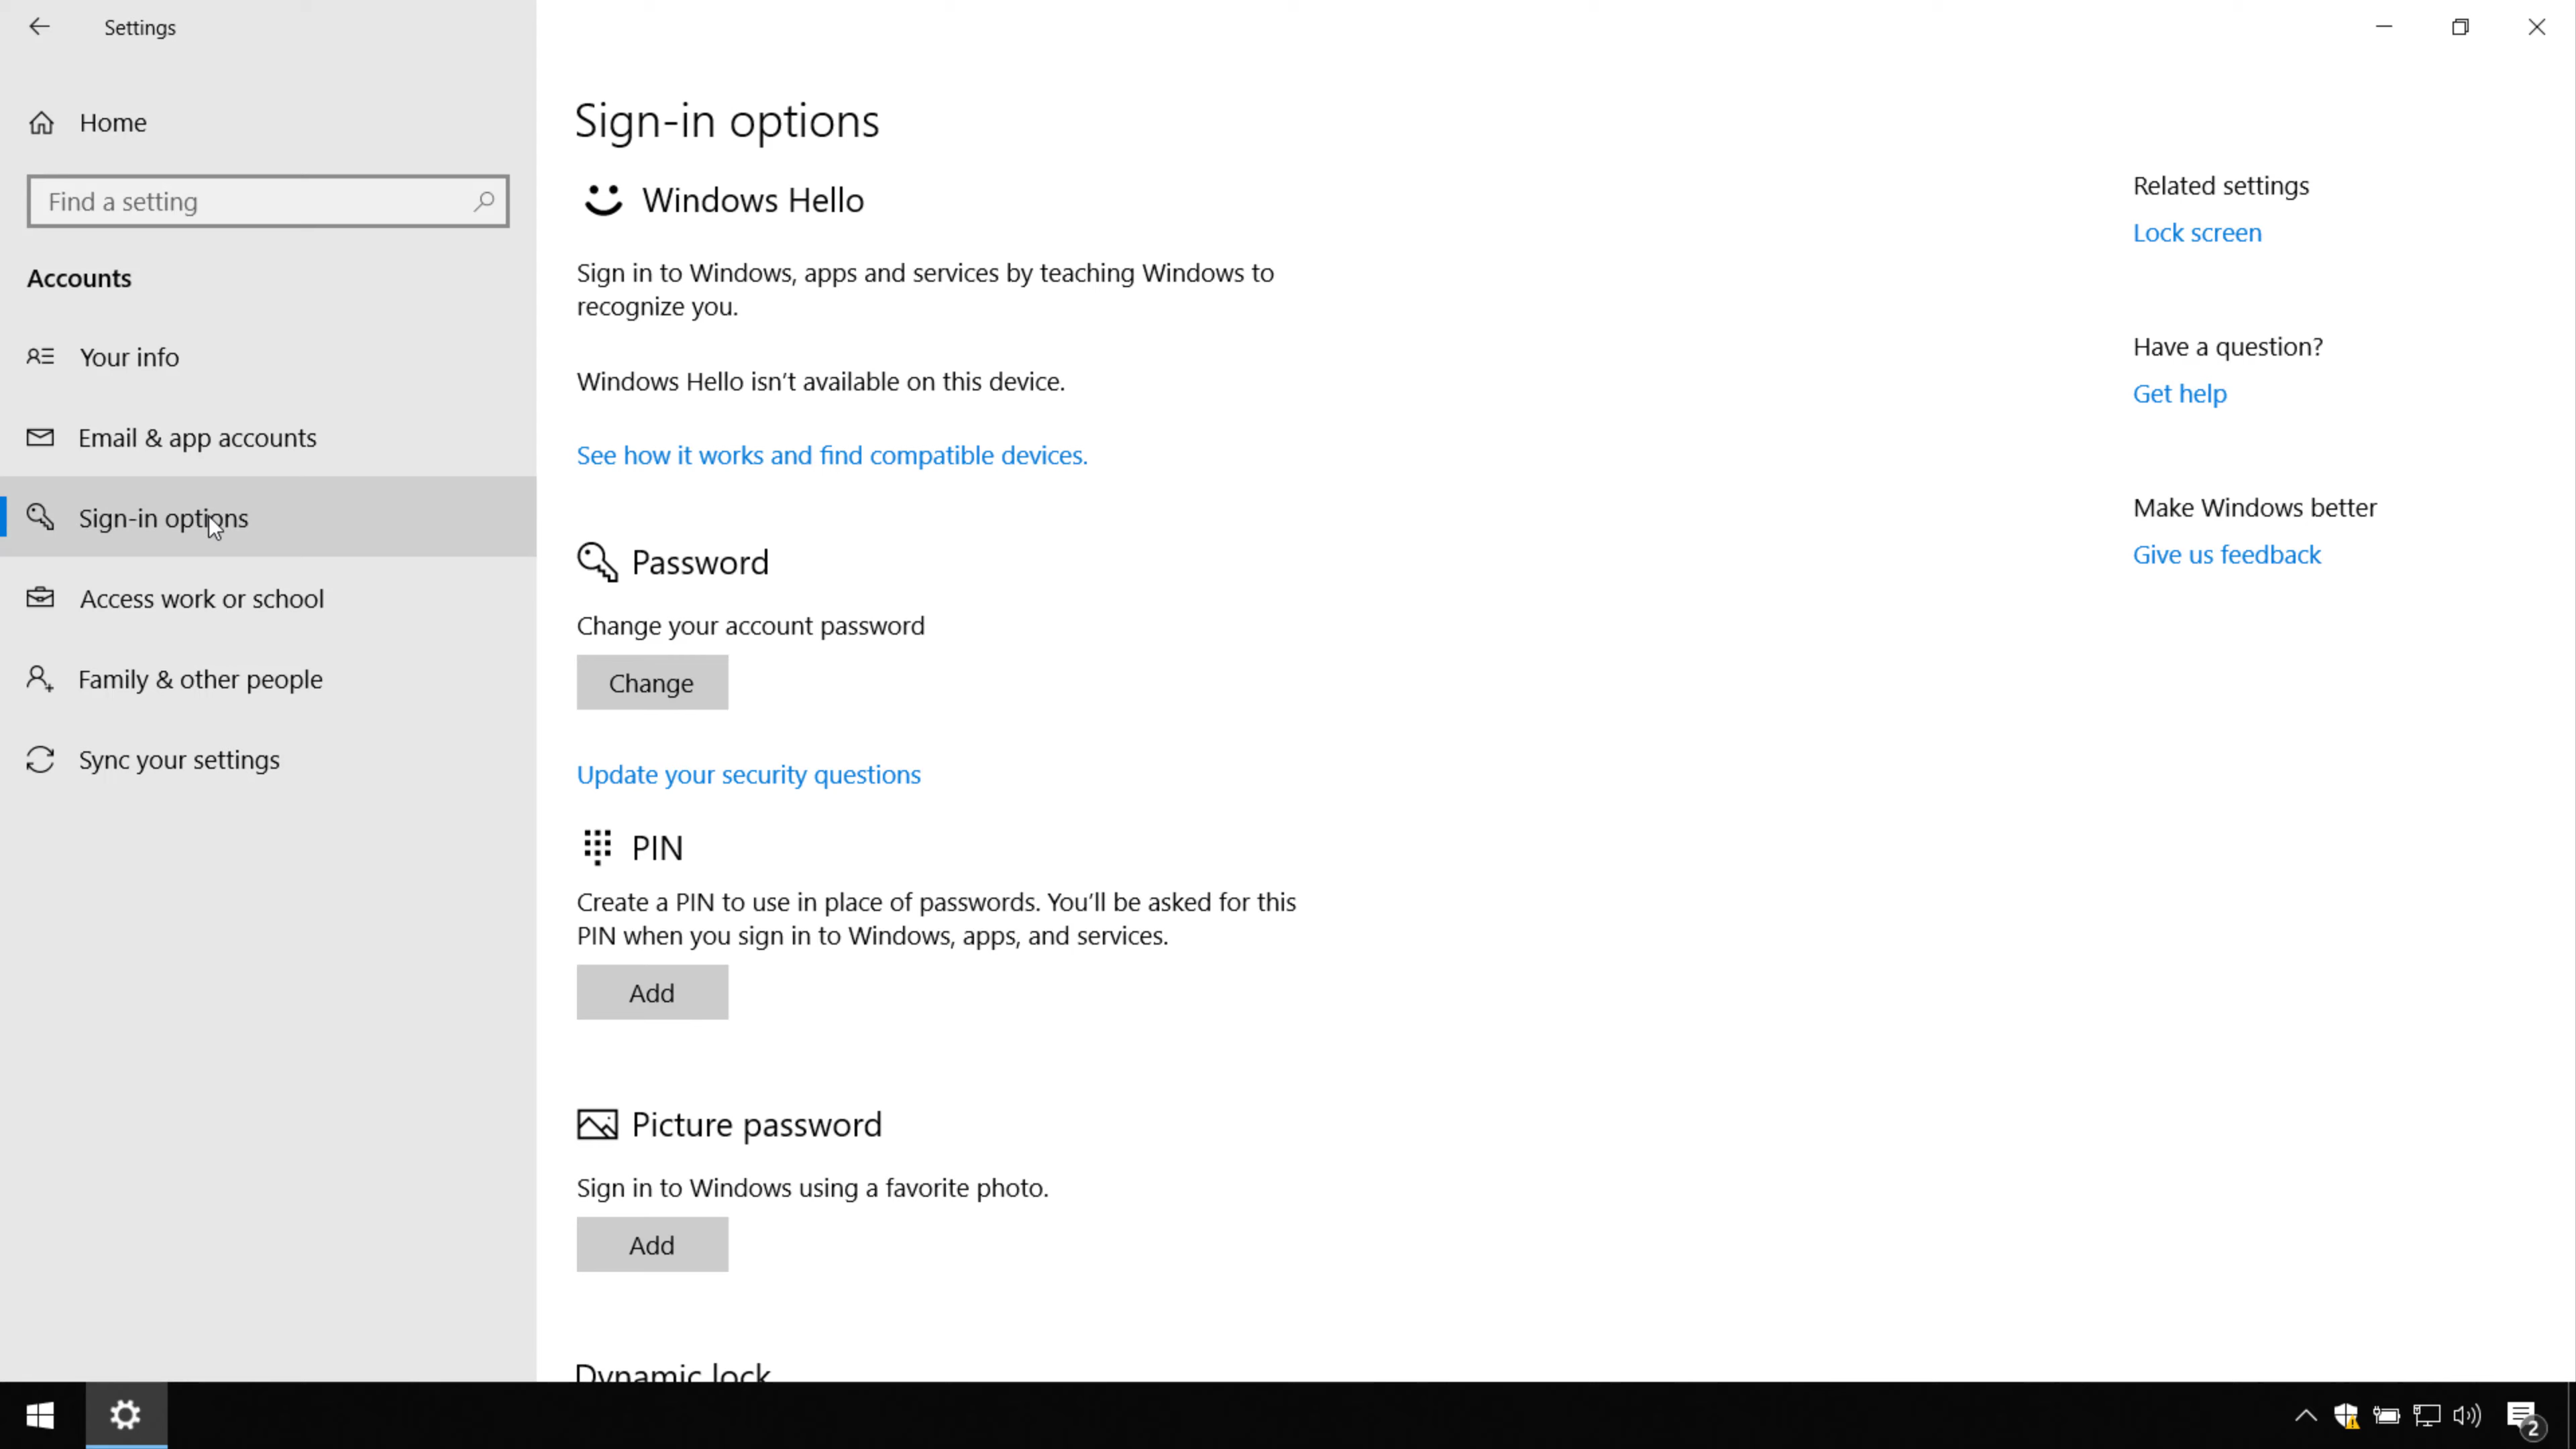 Settings
Home
Find a setting
Accounts
Your info
Email & app accounts
Sign-in options
Access work or school
Family & other people
Sync your settings
Sign-in options
Windows Hello
Sign in to Windows, apps and services by teaching Windows to
recognize you.
Windows Hello isn’t available on this device.
See how it works and find compatible devices.
Password
Change your account password
Change
Update your security questions
PIN
Create a PIN to use in place of passwords. You’ll be asked for this
PIN when you sign in to Windows, apps, and services.
Add
Picture password
Sign in to Windows using a favorite photo.
Add
Dynamic lock
Related settings
Lock screen
Have a question?
Get help
Make Windows better
Give us feedback
2